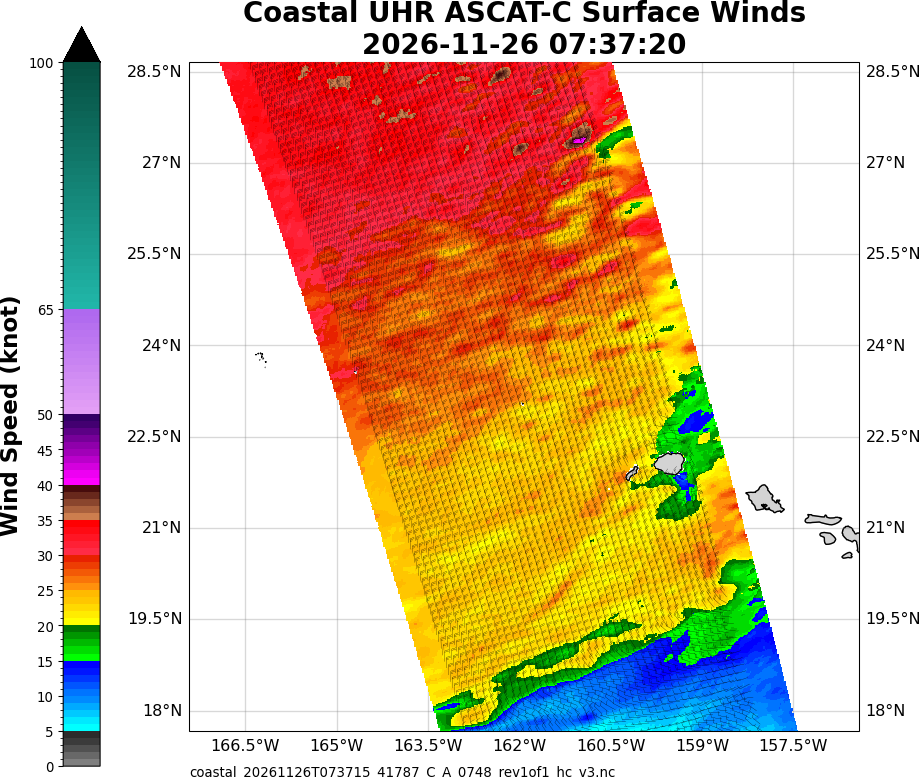 Coastal UHR ASCAT-C Surface Winds
2026-11-26 07:37:20
Wind Speed (knot)
100
65
50
45
40
35
30
25
20
15
10
5
0
28.5°N
27°N
25.5°N
24°N
22.5°N
21°N
19.5°N
18°N
28.5°N
27°N
25.5°N
24°N
22.5°N
21°N
19.5°N
18°N
166.5°W 165°W 163.5°W 162°W 160.5°W 159°W 157.5°W
coastal_20261126T073715_41787_C_A_0748_rev1of1_hc_v3.nc